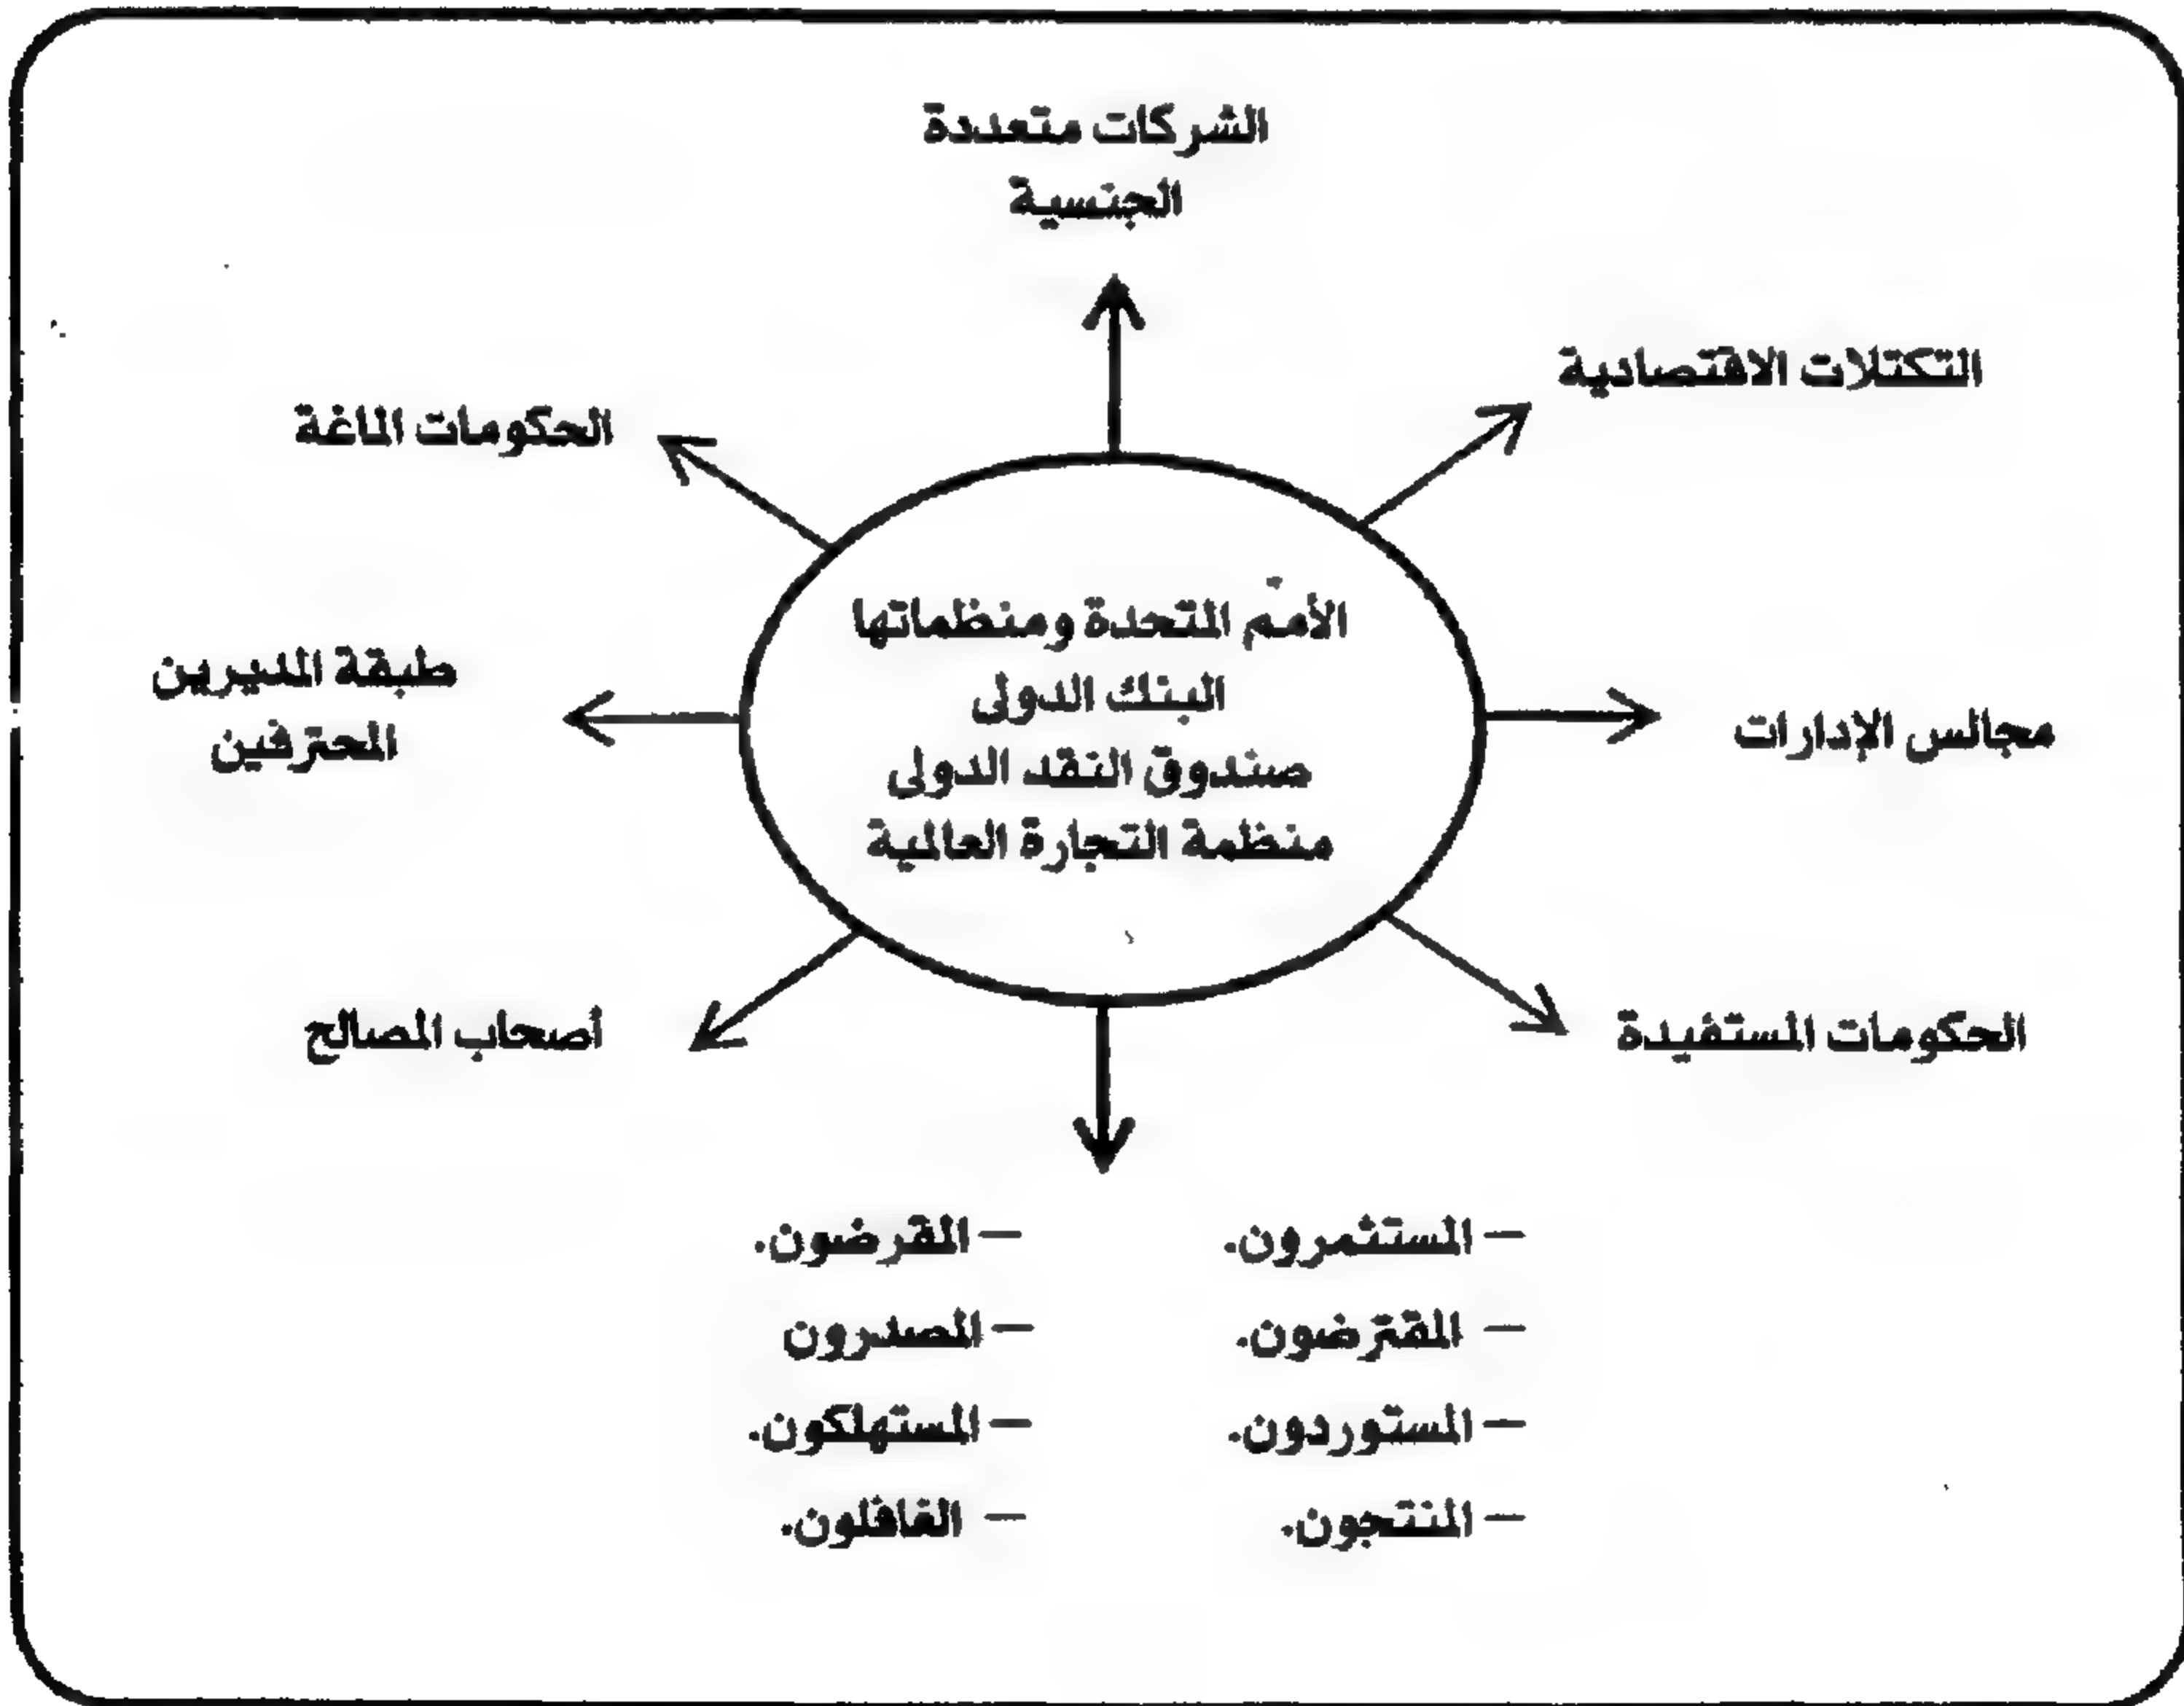 الشركات متعددة
الجنسية
التكتلات الاقتصادية
الحكومات الماغة
الأمم المتحدة ومنظماتها
البنك الدولى
صندوق النقد الدولى
منظمة التجارة العالمية
طبقة المديرين
المحترفين
مجالس الإدارات
أصحاب المصالح
الحكومات المستفيدة
– المستثمرون. – المقرضون.
– المقترضون. – المصدرون
– المستوردون. – المستهلكون.
– المنتجون. – الغافلون.